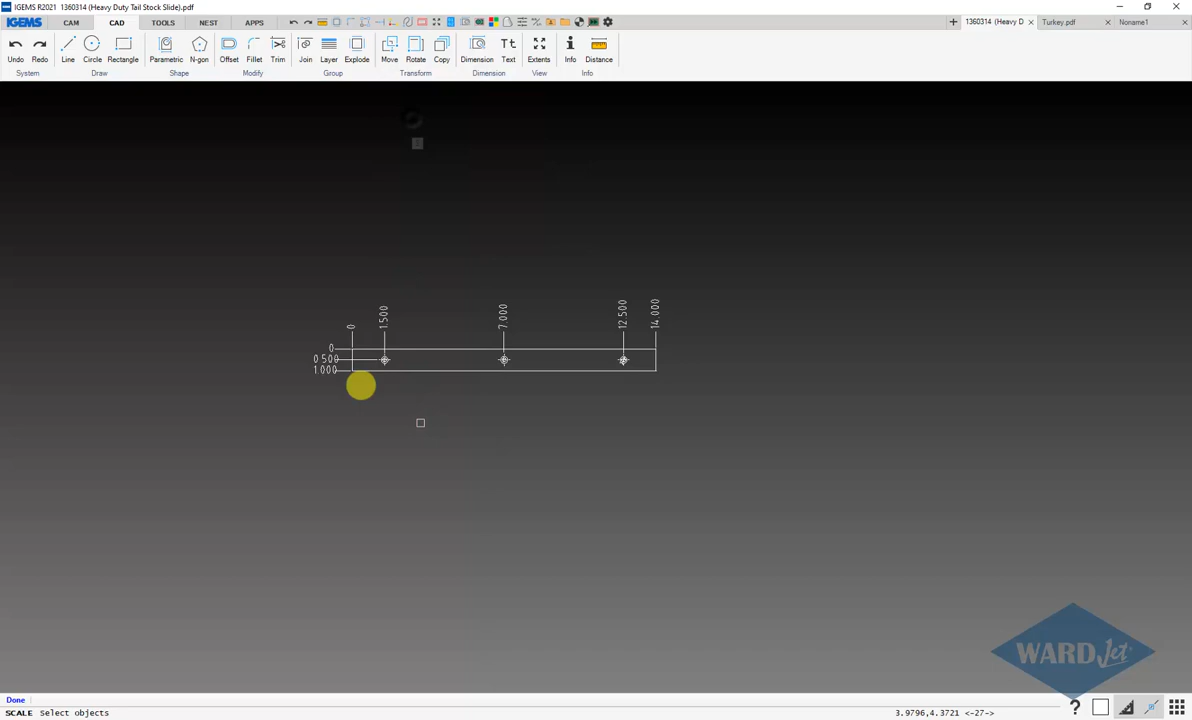 IGEMS R2021 1360314 (Heavy Duty Tail Stock Slide).pdf
IGEMS CAM CAD TOOLS NEST APPS
1360314 (Heavy D Turkey.pdf Noname1
Undo Redo Line Circle Rectangle Parametric N-gon Offset Fillet Trim Join Layer Explode Move Rotate Copy Dimension Text Extents Info Distance
System Draw Shape Modify Group Transform Dimension View Info
0 1.500 7.000 12.500 14.000
0
0.500
1.000
WARDJet
Done
SCALE Select objects 3.9796,4.3721 <-27->